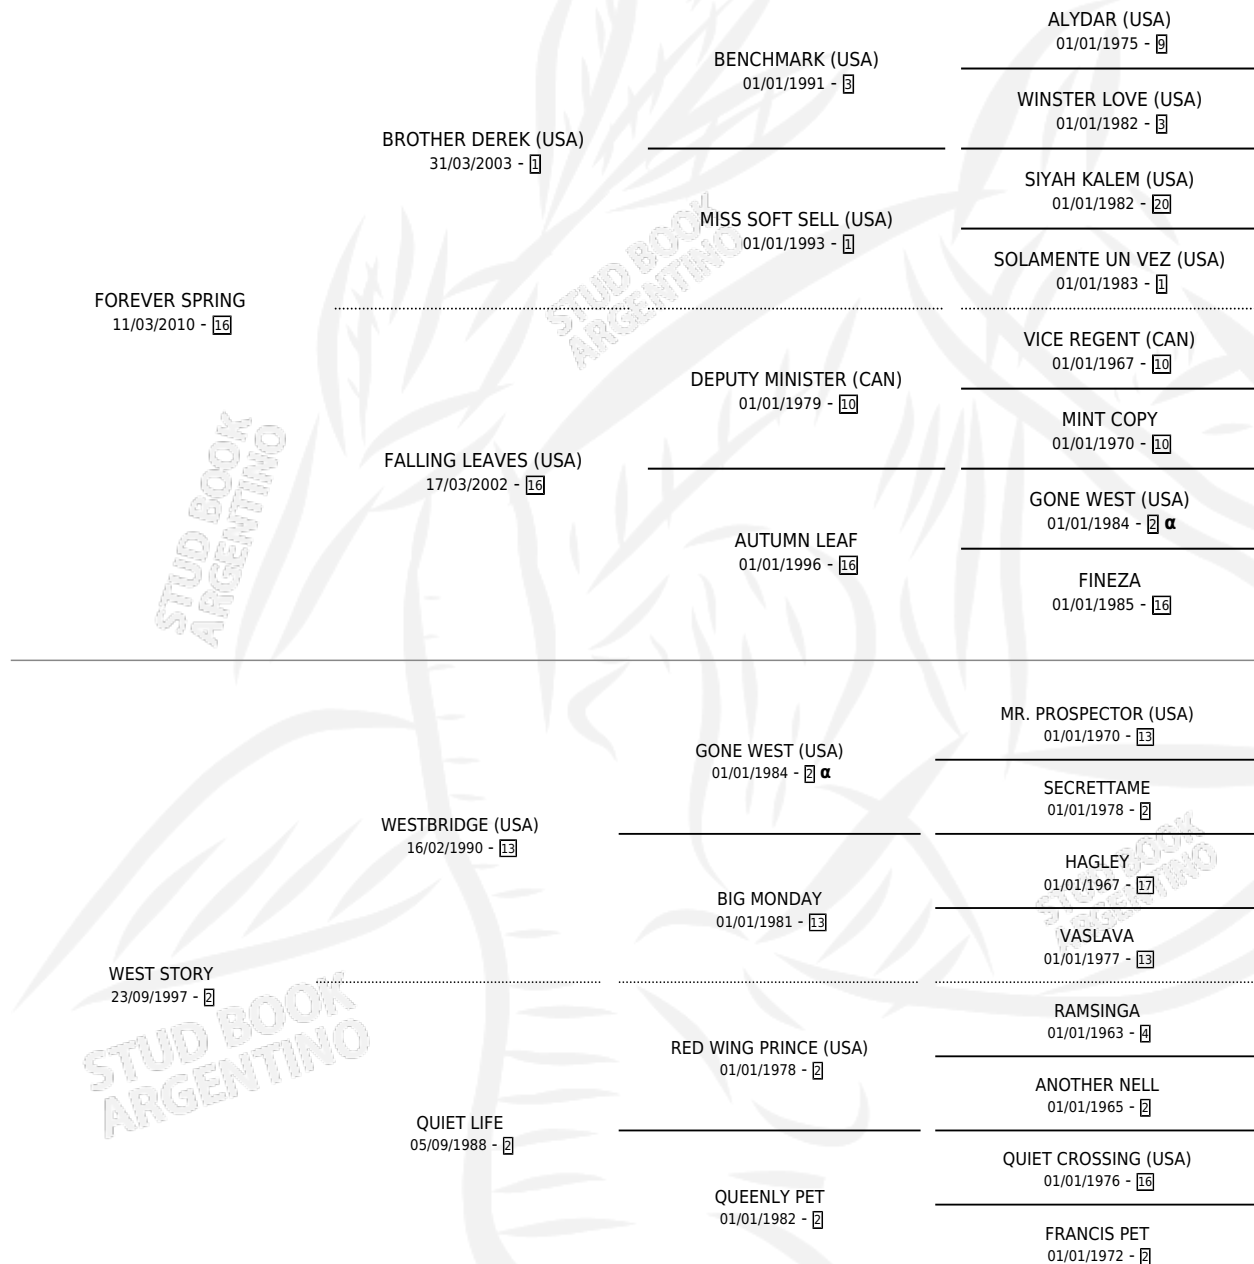 ALYDAR (USA)
01/01/1975 - 9
BENCHMARK (USA)
01/01/1991 - 3
WINSTER LOVE (USA)
01/01/1982 - 3
BROTHER DEREK (USA)
31/03/2003 - 1
SIYAH KALEM (USA)
01/01/1982 - 20
MISS SOFT SELL (USA)
01/01/1993 - 1
SOLAMENTE UN VEZ (USA)
01/01/1983 - 1
FOREVER SPRING
11/03/2010 - 16
VICE REGENT (CAN)
01/01/1967 - 10
DEPUTY MINISTER (CAN)
01/01/1979 - 10
MINT COPY
01/01/1970 - 10
FALLING LEAVES (USA)
17/03/2002 - 16
GONE WEST (USA)
01/01/1984 - 2 α
AUTUMN LEAF
01/01/1996 - 16
FINEZA
01/01/1985 - 16
STUD BOOK
ARGENTINO
STUD BOOK
ARGENTINO
MR. PROSPECTOR (USA)
01/01/1970 - 13
GONE WEST (USA)
01/01/1984 - 2 α
SECRETTAME
01/01/1978 - 2
WESTBRIDGE (USA)
16/02/1990 - 13
HAGLEY
01/01/1967 - 17
BIG MONDAY
01/01/1981 - 13
VASLAVA
01/01/1977 - 13
WEST STORY
23/09/1997 - 2
RAMSINGA
01/01/1963 - 4
RED WING PRINCE (USA)
01/01/1978 - 2
ANOTHER NELL
01/01/1965 - 2
QUIET LIFE
05/09/1988 - 2
QUIET CROSSING (USA)
01/01/1976 - 16
QUEENLY PET
01/01/1982 - 2
FRANCIS PET
01/01/1972 - 2
STUD BOOK
ARGENTINO
STUD BOOK
ARGENTINO